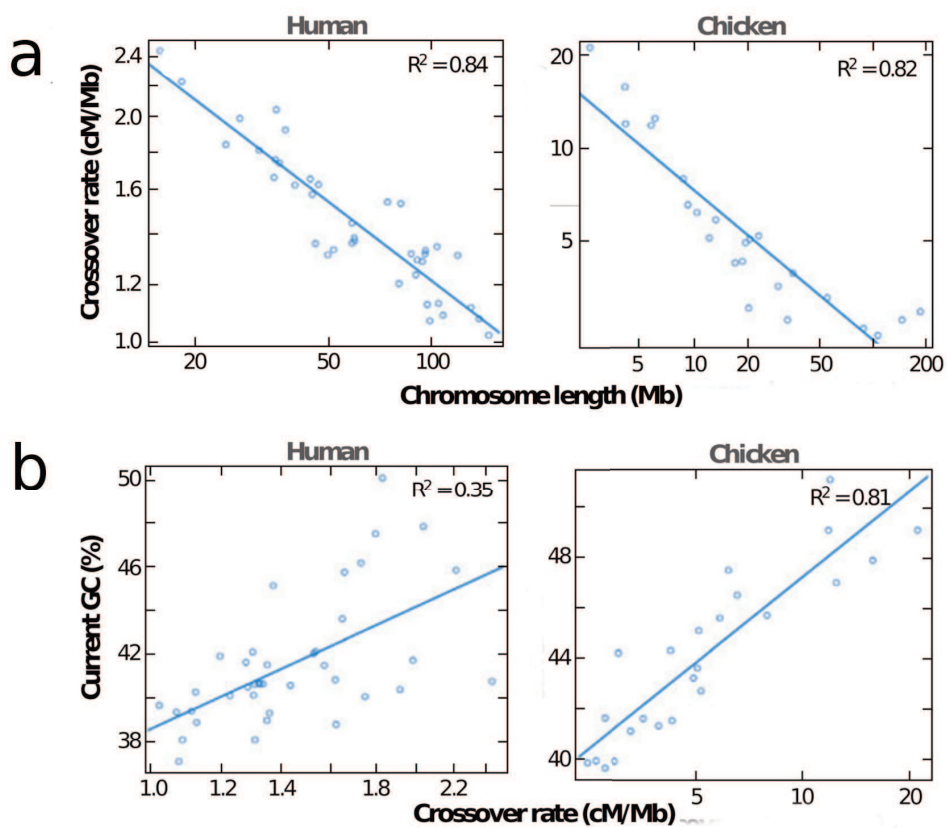 a
Human
Chicken
Crossover rate (cM/Mb)
2.4
2.0
1.6
1.2
1.0
R² = 0.84
20
50
100
20
10
5
R² = 0.82
5
10
20
50
200
Chromosome length (Mb)
b
Human
Chicken
Current GC (%)
50
46
42
38
R² = 0.35
1.0
1.2
1.4
1.8
2.2
48
44
40
R² = 0.81
5
10
20
Crossover rate (cM/Mb)